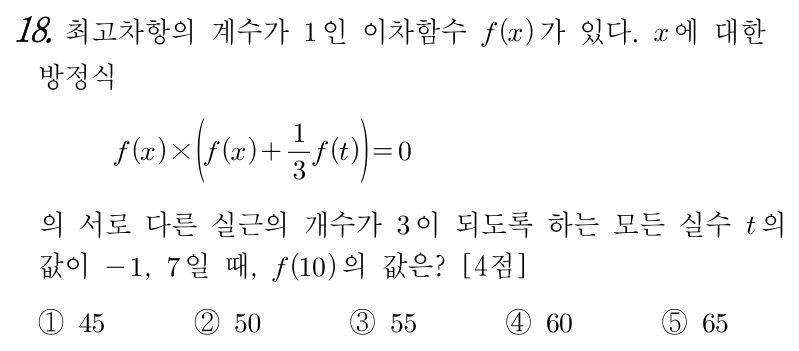 18. 최고차항의 계수가 1인 이차함수 f(x)가 있다. x에 대한
방정식
f(x)×(f(x)+1/3 f(t))=0
의 서로 다른 실근의 개수가 3이 되도록 하는 모든 실수 t의
값이 −1, 7일 때, f(10)의 값은? [4점]
① 45 ② 50 ③ 55 ④ 60 ⑤ 65